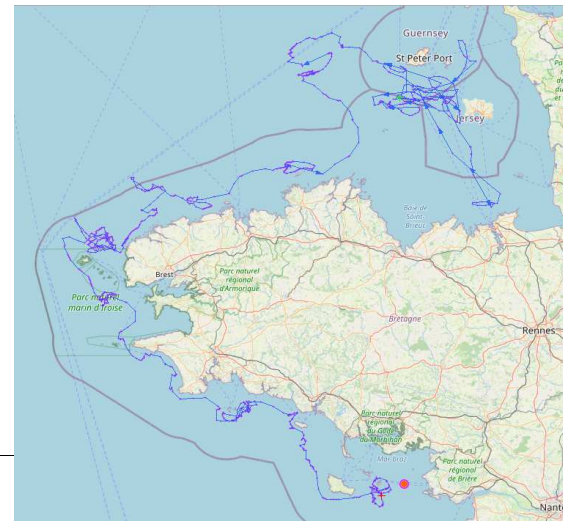 Guernsey
St Peter Port
Jersey
Baie de
Saint-
Brieuc
Brest
Parc naturel
régional
d'Armorique
Parc naturel
marin d'Iroise
Bretagne
Rennes
Parc naturel
régional
du Golfe
du Morbihan
Mor braz
Parc naturel
régional
de Brière
Nant